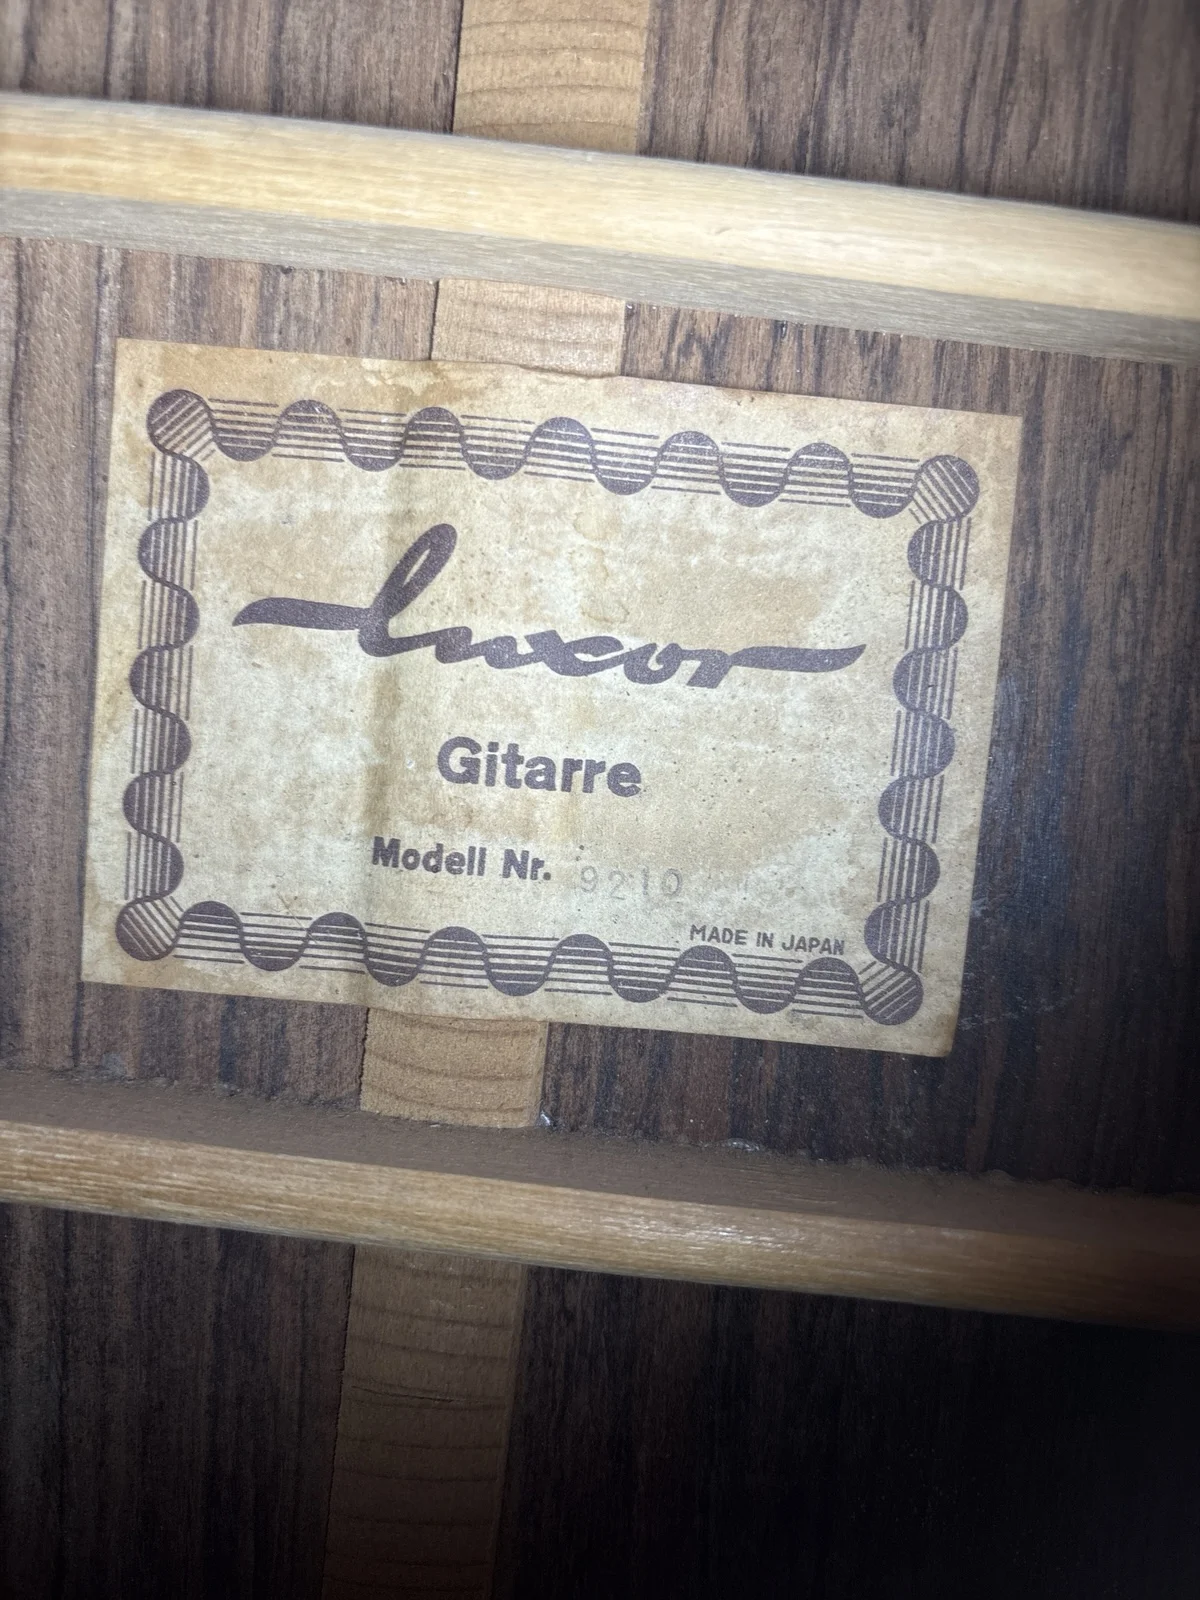 luxor
Gitarre
Modell Nr. 9210
MADE IN JAPAN